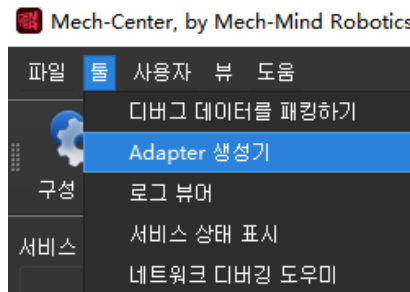 Mech-Center, by Mech-Mind Robotics
파일 툴 사용자 뷰 도움
디버그 데이터를 패킹하기
Adapter 생성기
구성
로그 뷰어
서비스 상태 표시
서비스
네트워크 디버깅 도우미